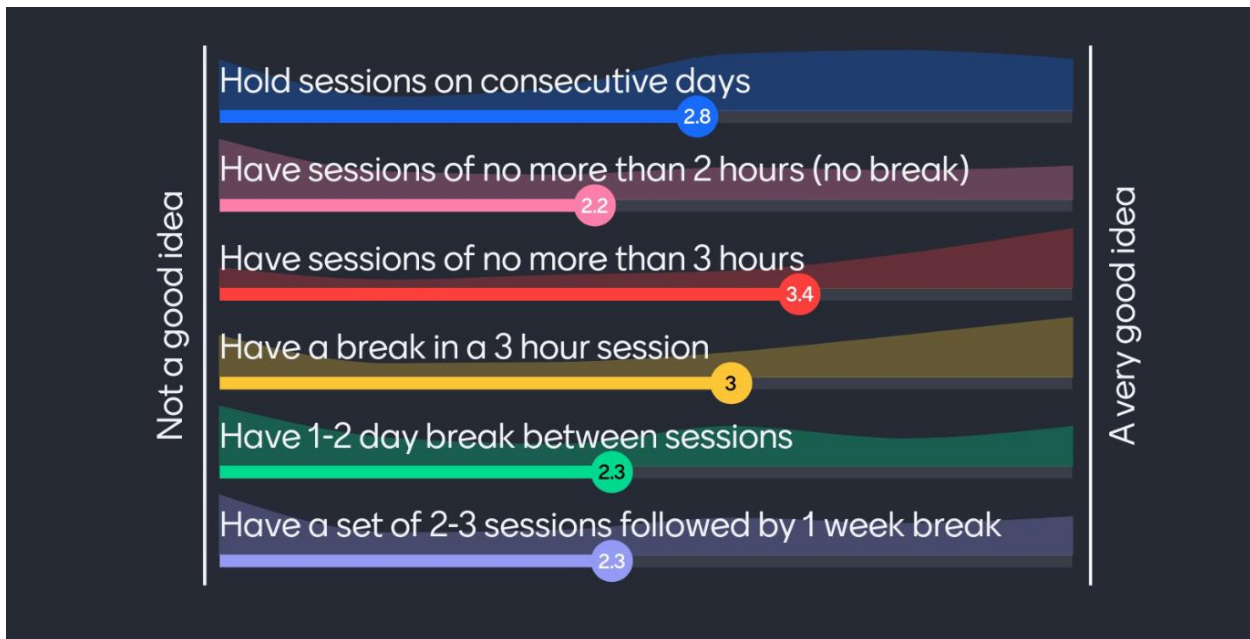 Hold sessions on consecutive days
2.8
Have sessions of no more than 2 hours (no break)
2.2
Have sessions of no more than 3 hours
3.4
Have a break in a 3 hour session
3
Have 1-2 day break between sessions
2.3
Have a set of 2-3 sessions followed by 1 week break
2.3
Not a good idea
A very good idea